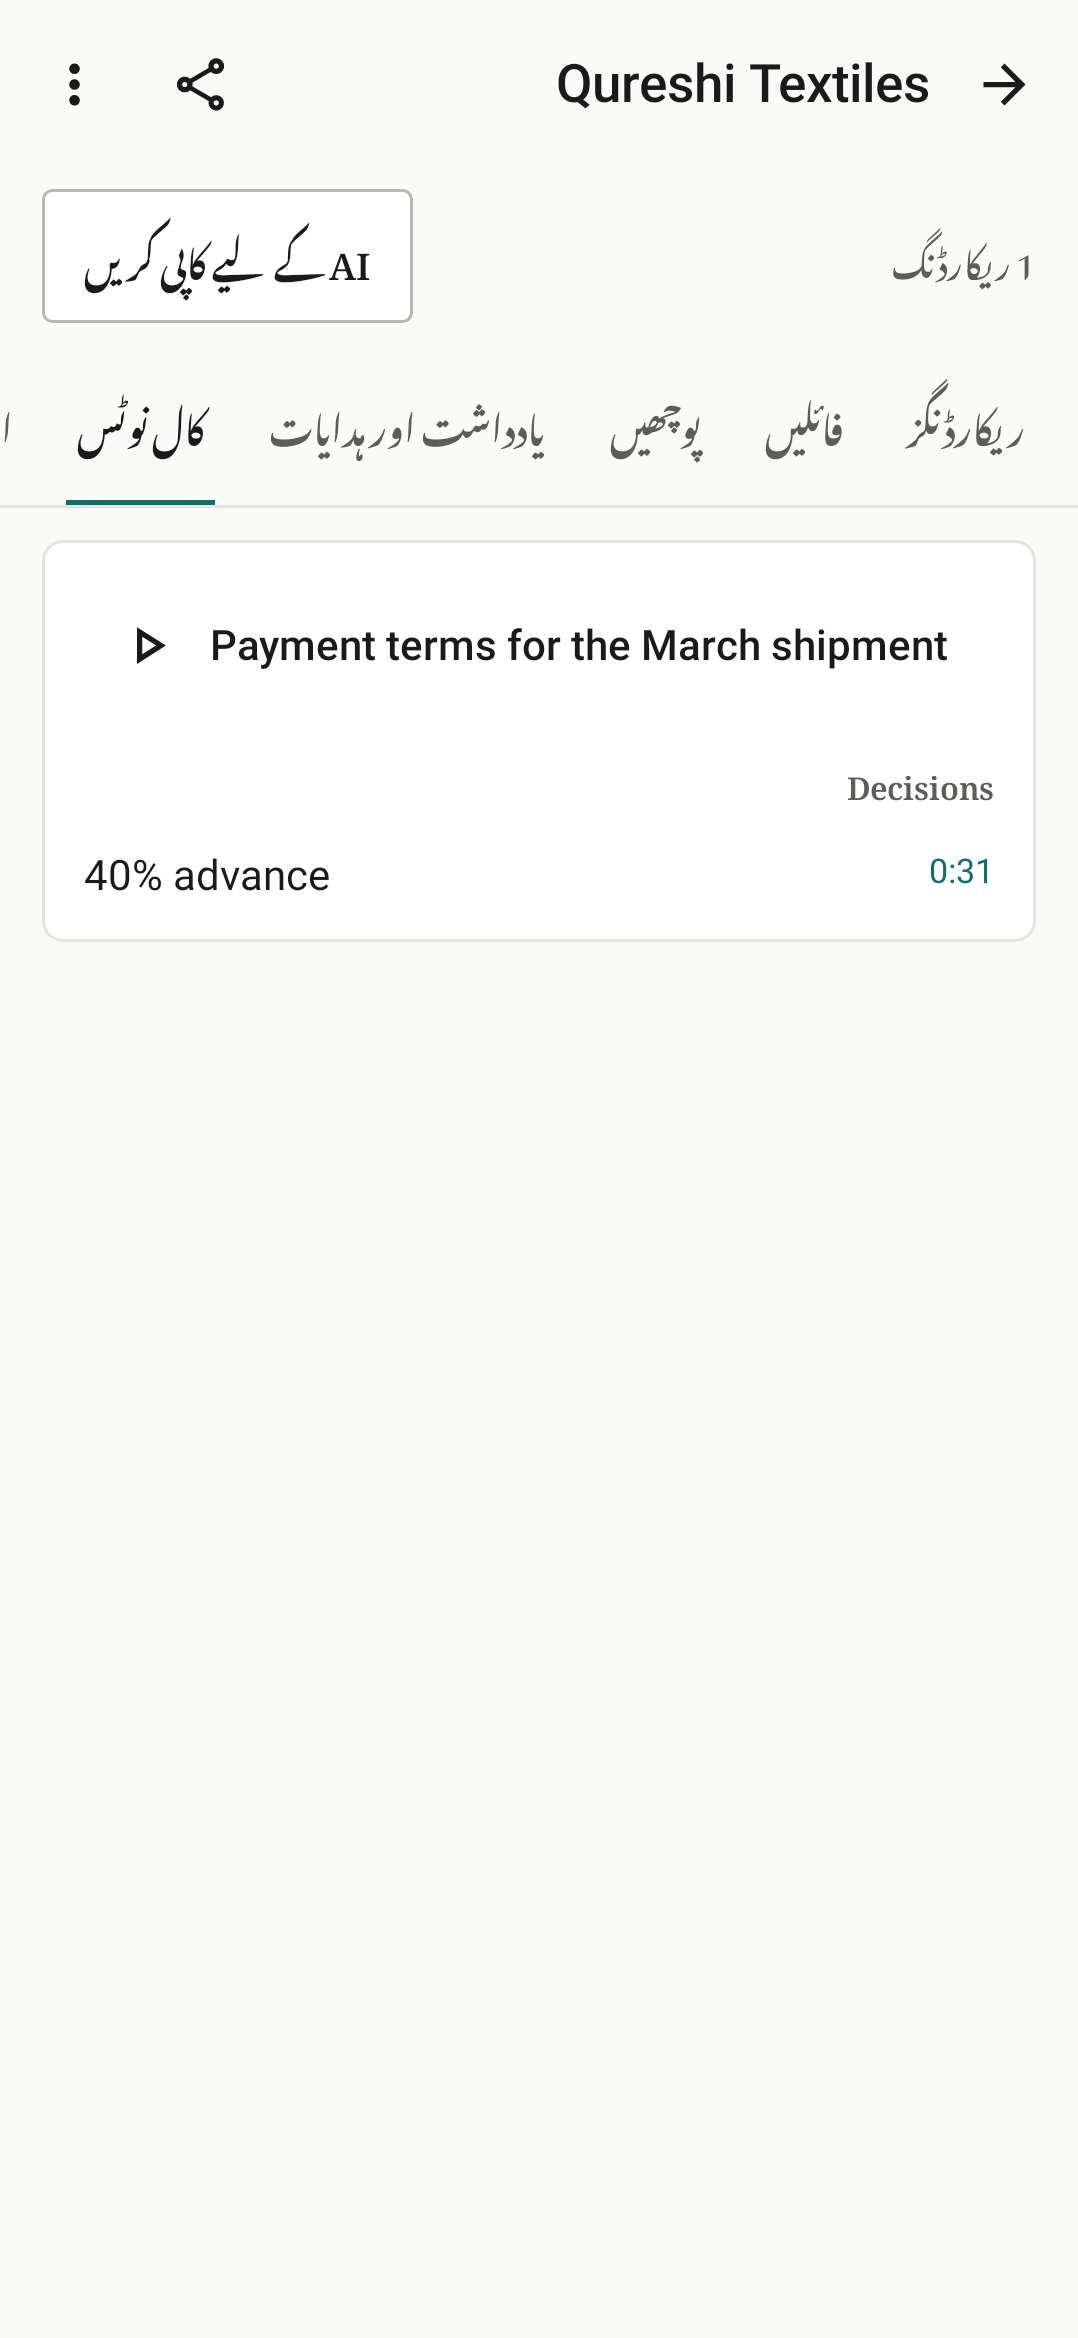 Qureshi Textiles
1 ریکارڈنگ
AI کے لیے کاپی کریں
ریکارڈنگز
فائلیں
پوچھیں
یادداشت اور ہدایات
کال نوٹس
Payment terms for the March shipment
Decisions
40% advance
0:31